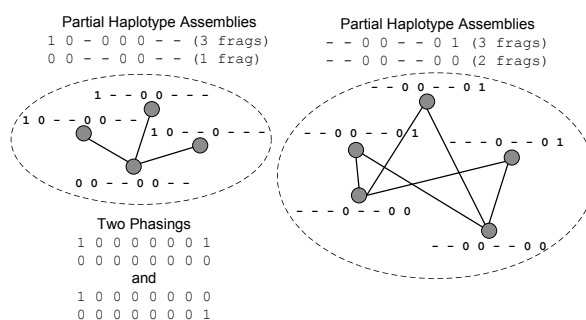 Partial Haplotype Assemblies
1 0 - 0 0 0 - - (3 frags)
0 0 - - 0 0 - - (1 frag)
1 - - 0 0 - - -
1 0 - - 0 0 - -
1 0 - - 0 - - -
0 0 - - 0 0 - -
Two Phasings
1 0 0 0 0 0 0 1
0 0 0 0 0 0 0 0
and
1 0 0 0 0 0 0 0
0 0 0 0 0 0 0 1
Partial Haplotype Assemblies
- - 0 0 - - 0 1 (3 frags)
- - 0 0 - - 0 0 (2 frags)
- - 0 0 - - 0 1
- - 0 0 - - 0 1
- - - 0 - - 0 1
- - - 0 - - 0 0
- - 0 0 - - 0 0